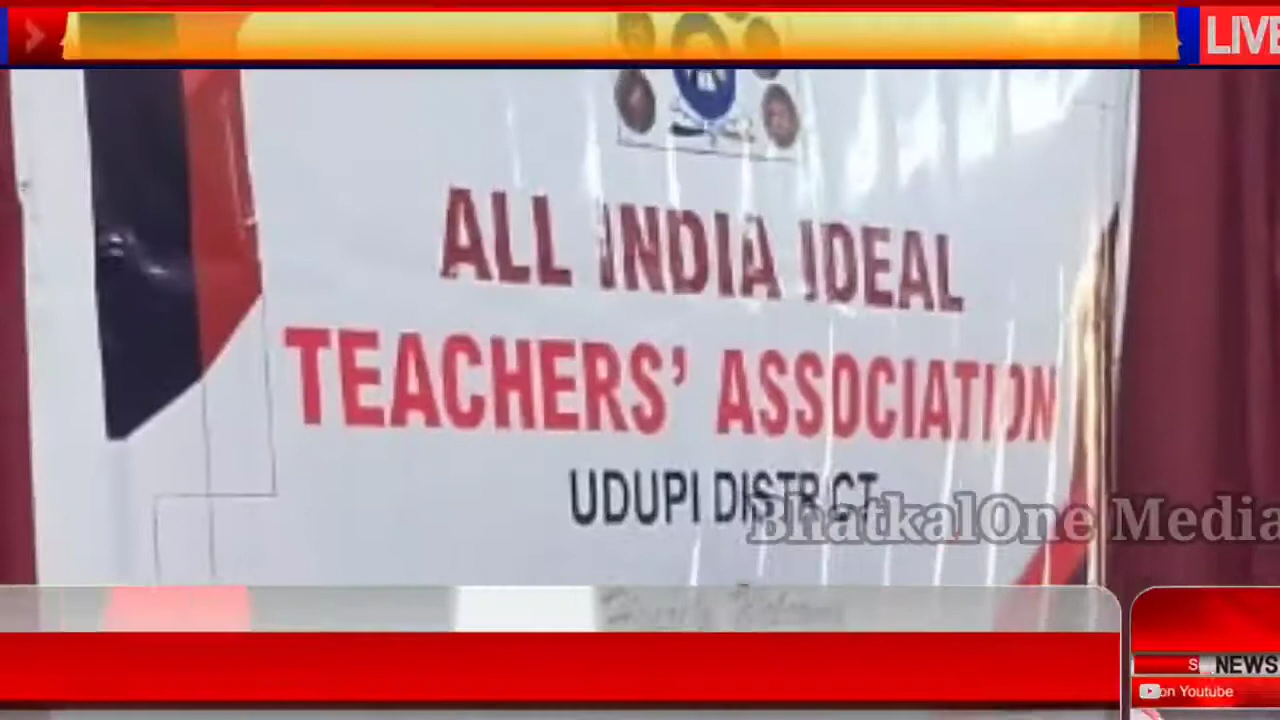 LIVE
ALL INDIA IDEAL
TEACHERS' ASSOCIATION
UDUPI DISTRICT
BhatkalOne Media
NEWS
on Youtube